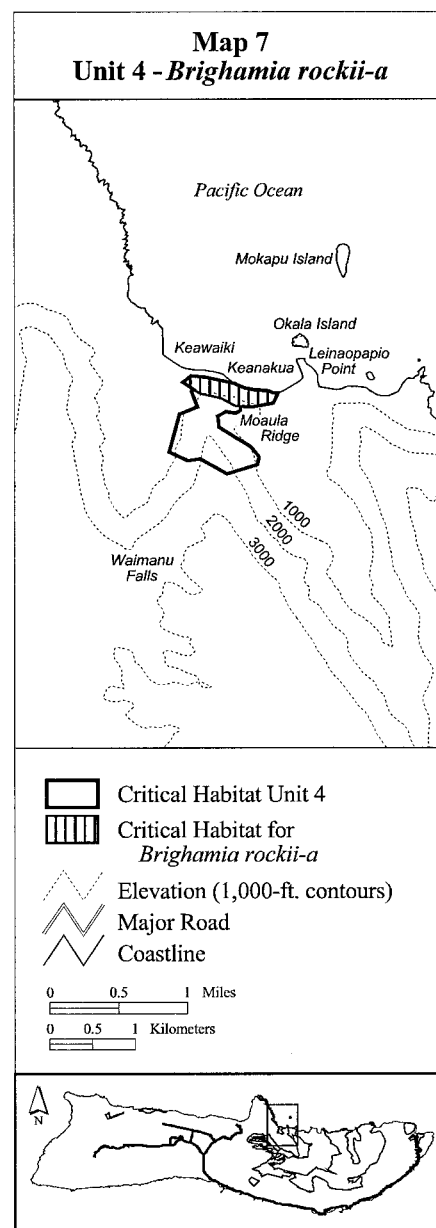 Map 7
Unit 4 - Brighamia rockii-a
Pacific Ocean
Mokapu Island
Okala Island
Keawaiki
Leinaopapio
Point
Keanakua
Moaula
Ridge
1000
2000
3000
Waimanu
Falls
Critical Habitat Unit 4
Critical Habitat for
Brighamia rockii-a
Elevation (1,000-ft. contours)
Major Road
Coastline
0 0.5 1 Miles
0 0.5 1 Kilometers
N